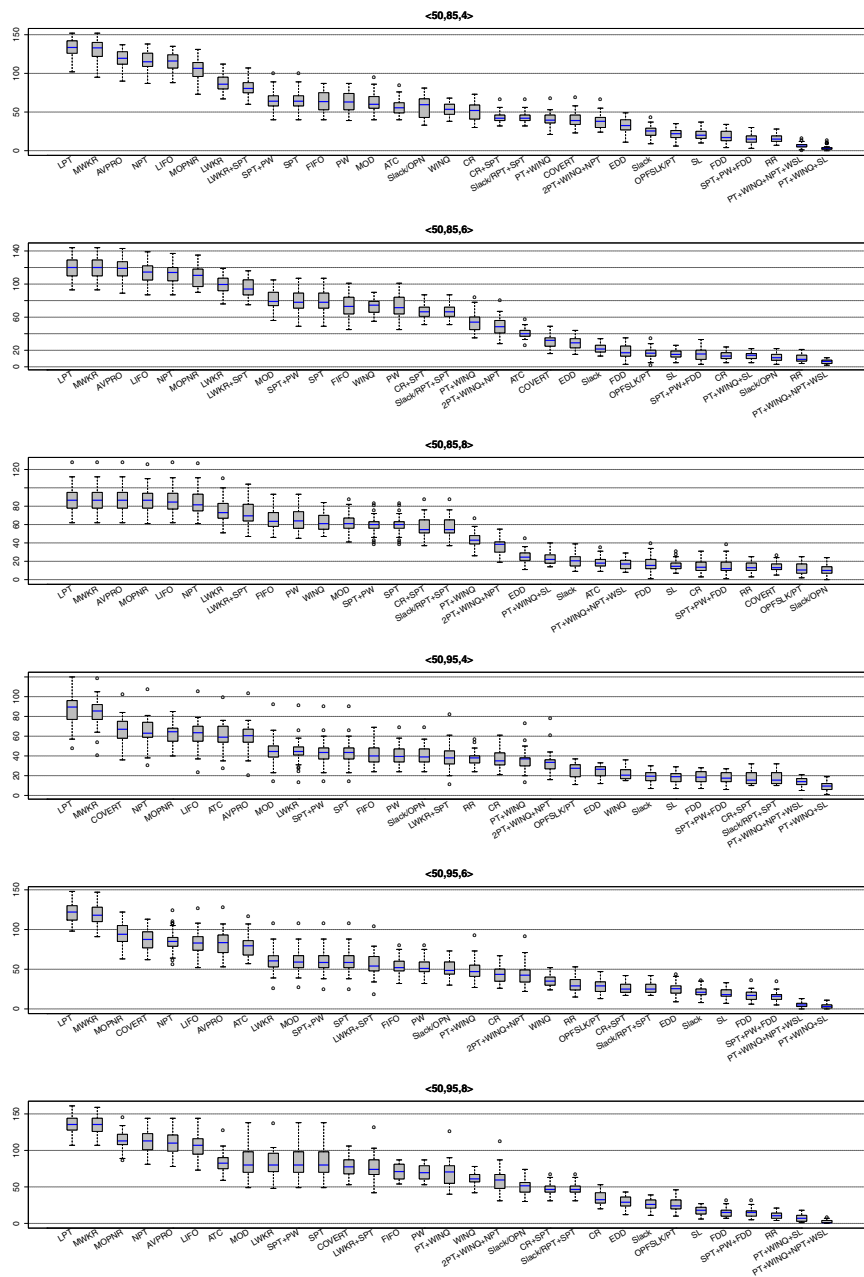 <50,85,4>
150
100
50
0
LPT
MWKR
AVPRO
NPT
LIFO
MOPNR
LWKR
LWKR+SPT
SPT+PW
SPT
FIFO
PW
MOD
ATC
Slack/OPN
WINQ
CR
CR+SPT
Slack/RPT+SPT
PT+WINQ
COVERT
2PT+WINQ+NPT
EDD
Slack
OPFSLK/PT
SL
FDD
SPT+PW+FDD
RR
PT+WINQ+NPT+WSL
PT+WINQ+SL
<50,85,6>
140
100
60
20
0
LPT
MWKR
AVPRO
LIFO
NPT
MOPNR
LWKR
LWKR+SPT
MOD
SPT+PW
SPT
FIFO
WINQ
PW
CR+SPT
Slack/RPT+SPT
PT+WINQ
2PT+WINQ+NPT
ATC
COVERT
EDD
Slack
FDD
OPFSLK/PT
SL
SPT+PW+FDD
CR
PT+WINQ+SL
Slack/OPN
RR
PT+WINQ+NPT+WSL
<50,85,8>
120
80
60
40
20
0
LPT
MWKR
AVPRO
MOPNR
LIFO
NPT
LWKR
LWKR+SPT
FIFO
PW
WINQ
MOD
SPT+PW
SPT
CR+SPT
Slack/RPT+SPT
PT+WINQ
2PT+WINQ+NPT
EDD
PT+WINQ+SL
Slack
ATC
PT+WINQ+NPT+WSL
FDD
SL
CR
SPT+PW+FDD
RR
COVERT
OPFSLK/PT
Slack/OPN
<50,95,4>
100
80
60
40
20
0
LPT
MWKR
COVERT
NPT
MOPNR
LIFO
ATC
AVPRO
MOD
LWKR
SPT+PW
SPT
FIFO
PW
Slack/OPN
LWKR+SPT
RR
CR
PT+WINQ
2PT+WINQ+NPT
OPFSLK/PT
EDD
WINQ
Slack
SL
FDD
SPT+PW+FDD
CR+SPT
Slack/RPT+SPT
PT+WINQ+NPT+WSL
PT+WINQ+SL
<50,95,6>
150
100
50
0
LPT
MWKR
MOPNR
COVERT
NPT
LIFO
AVPRO
ATC
LWKR
MOD
SPT+PW
SPT
LWKR+SPT
FIFO
PW
Slack/OPN
PT+WINQ
CR
2PT+WINQ+NPT
WINQ
RR
OPFSLK/PT
CR+SPT
Slack/RPT+SPT
EDD
Slack
SL
FDD
SPT+PW+FDD
PT+WINQ+NPT+WSL
PT+WINQ+SL
<50,95,8>
150
100
50
0
LPT
MWKR
MOPNR
NPT
AVPRO
LIFO
ATC
MOD
LWKR
SPT+PW
SPT
COVERT
LWKR+SPT
FIFO
PW
PT+WINQ
WINQ
2PT+WINQ+NPT
Slack/OPN
CR+SPT
Slack/RPT+SPT
CR
EDD
Slack
OPFSLK/PT
SL
FDD
SPT+PW+FDD
RR
PT+WINQ+SL
PT+WINQ+NPT+WSL